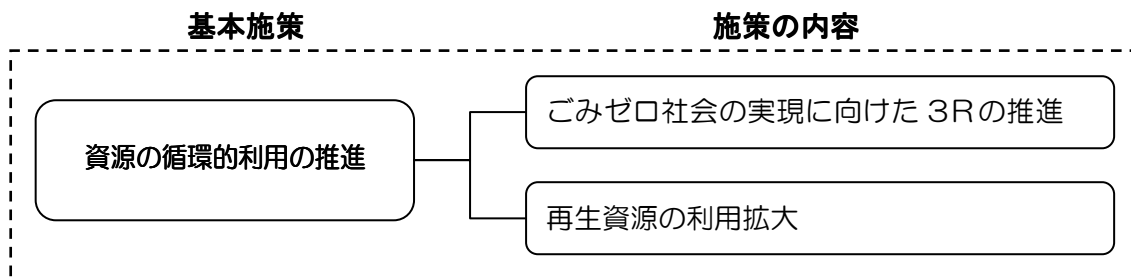 基本施策
施策の内容
資源の循環的利用の推進
ごみゼロ社会の実現に向けた3Rの推進
再生資源の利用拡大